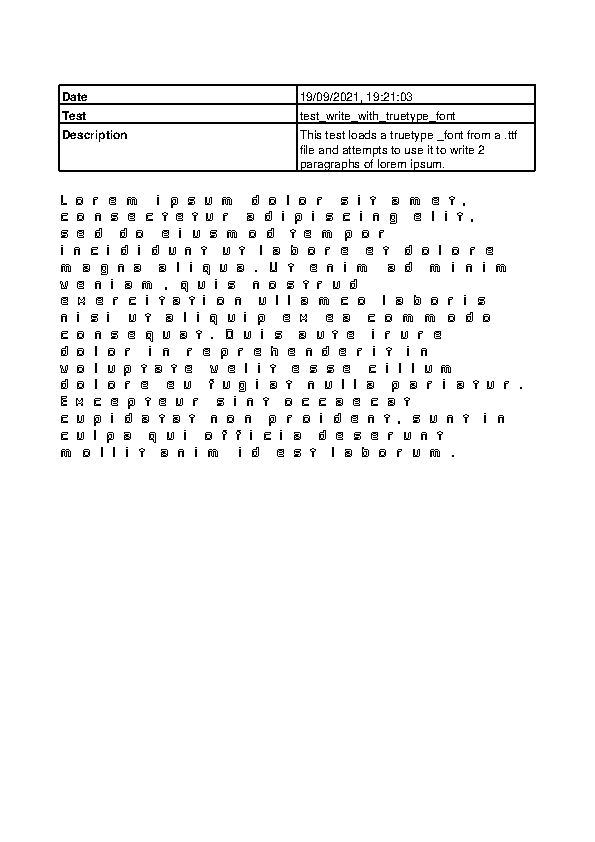 Date 19/09/2021, 19:21:03
Test test_write_with_truetype_font
Description This test loads a truetype _font from a .ttf
file and attempts to use it to write 2
paragraphs of lorem ipsum.
Lorem ipsum dolor sit amet,
consectetur adipiscing elit,
sed do eiusmod tempor
incididunt ut labore et dolore
magna aliqua. Ut enim ad minim
veniam, quis nostrud
exercitation ullamco laboris
nisi ut aliquip ex ea commodo
consequat. Duis aute irure
dolor in reprehenderit in
voluptate velit esse cillum
dolore eu fugiat nulla pariatur.
Excepteur sint occaecat
cupidatat non proident, sunt in
culpa qui officia deserunt
mollit anim id est laborum.